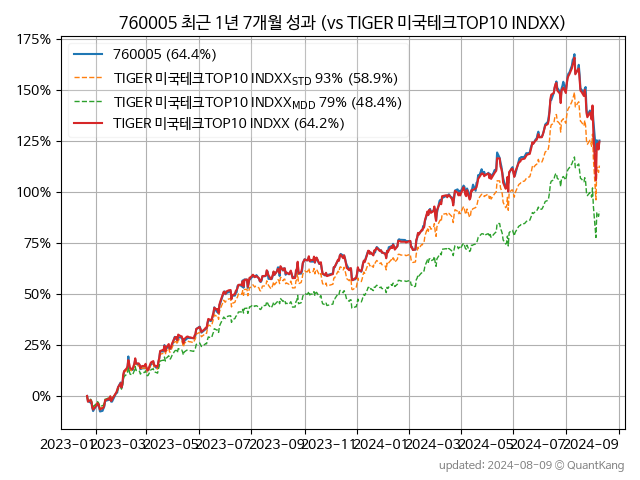 760005 최근 1년 7개월 성과 (vs TIGER 미국테크TOP10 INDXX)
175%
150%
125%
100%
75%
50%
25%
0%
760005 (64.4%)
TIGER 미국테크TOP10 INDXX_STD 93% (58.9%)
TIGER 미국테크TOP10 INDXX_MDD 79% (48.4%)
TIGER 미국테크TOP10 INDXX (64.2%)
2023-01 2023-03 2023-05 2023-07 2023-09 2023-11 2024-01 2024-03 2024-05 2024-07 2024-09
updated: 2024-08-09 © QuantKang